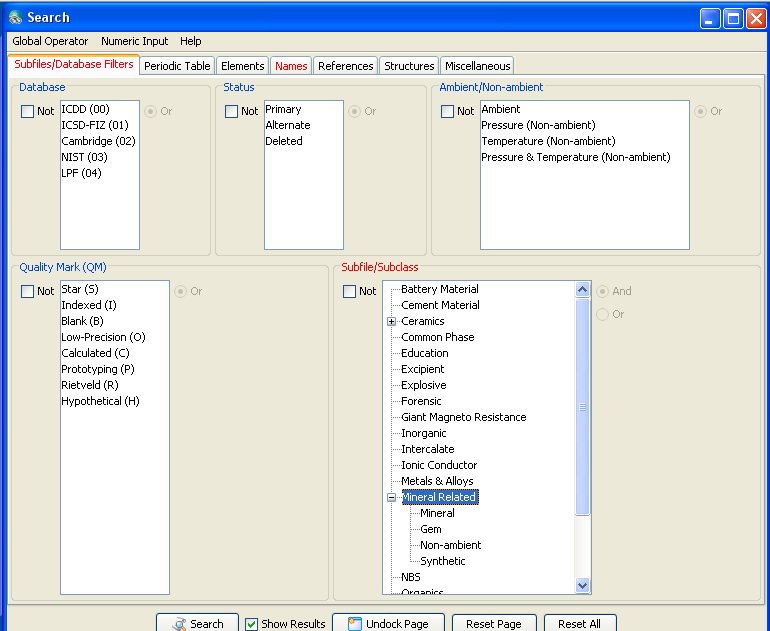 Search
Global Operator Numeric Input Help
Subfiles/Database Filters Periodic Table Elements Names References Structures Miscellaneous
Database
Not
ICDD (00)
ICSD-FIZ (01)
Cambridge (02)
NIST (03)
LPF (04)
Or
Status
Not
Primary
Alternate
Deleted
Or
Ambient/Non-ambient
Not
Ambient
Pressure (Non-ambient)
Temperature (Non-ambient)
Pressure & Temperature (Non-ambient)
Or
Quality Mark (QM)
Not
Star (S)
Indexed (I)
Blank (B)
Low-Precision (O)
Calculated (C)
Prototyping (P)
Rietveld (R)
Hypothetical (H)
Or
Subfile/Subclass
Not
Battery Material
Cement Material
Ceramics
Common Phase
Education
Excipient
Explosive
Forensic
Giant Magneto Resistance
Inorganic
Intercalate
Ionic Conductor
Metals & Alloys
Mineral Related
Mineral
Gem
Non-ambient
Synthetic
NBS
Organics
And
Or
Search Show Results Undock Page Reset Page Reset All